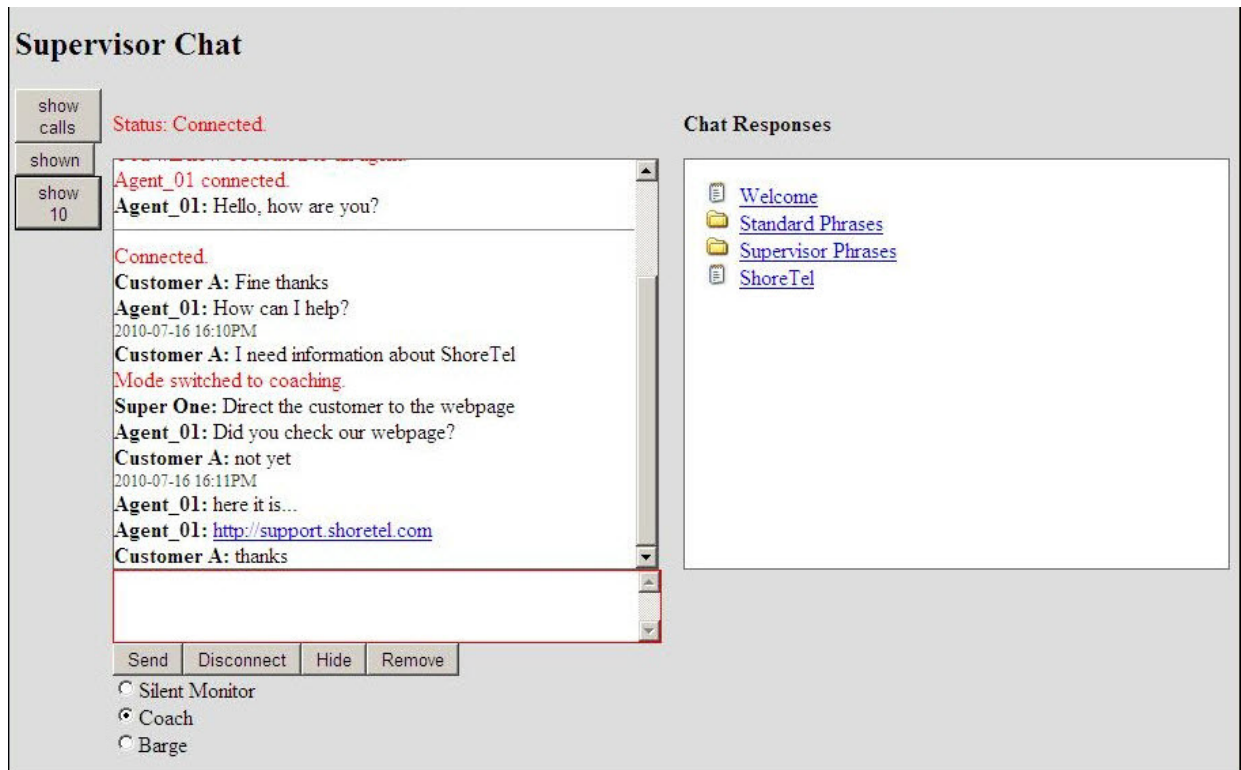 Supervisor Chat
show
calls
shown
show
10
Status: Connected.
Agent_01 connected.
Agent_01: Hello, how are you?
Connected.
Customer A: Fine thanks
Agent_01: How can I help?
2010-07-16 16:10PM
Customer A: I need information about ShoreTel
Mode switched to coaching.
Super One: Direct the customer to the webpage
Agent_01: Did you check our webpage?
Customer A: not yet
2010-07-16 16:11PM
Agent_01: here it is...
Agent_01: http://support.shoretel.com
Customer A: thanks
Send Disconnect Hide Remove
Silent Monitor
Coach
Barge
Chat Responses
Welcome
Standard Phrases
Supervisor Phrases
ShoreTel